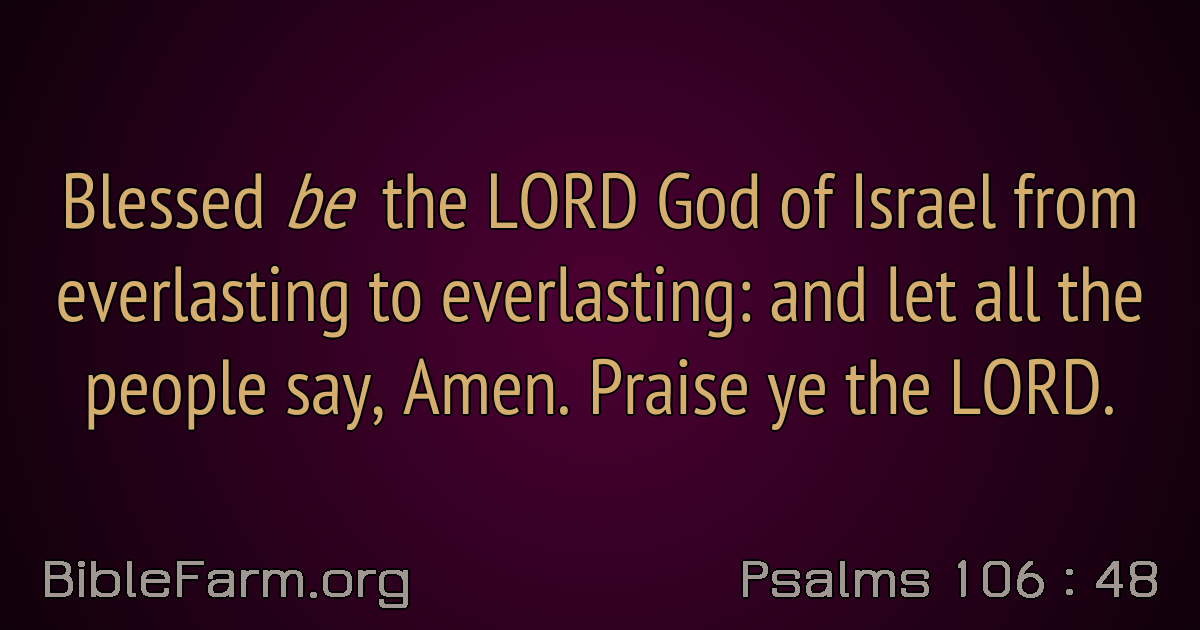 Blessed be the LORD God of Israel from
everlasting to everlasting: and let all the
people say, Amen. Praise ye the LORD.
BibleFarm.org
Psalms 106 : 48